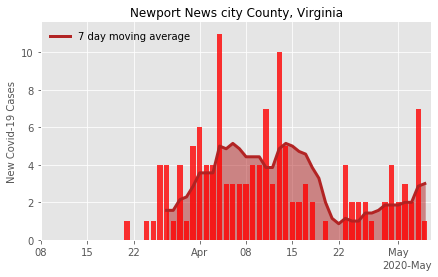 Newport News city County, Virginia
7 day moving average
New Covid-19 Cases
10
8
6
4
2
0
08 15 22 Apr 08 15 22 May
2020-May